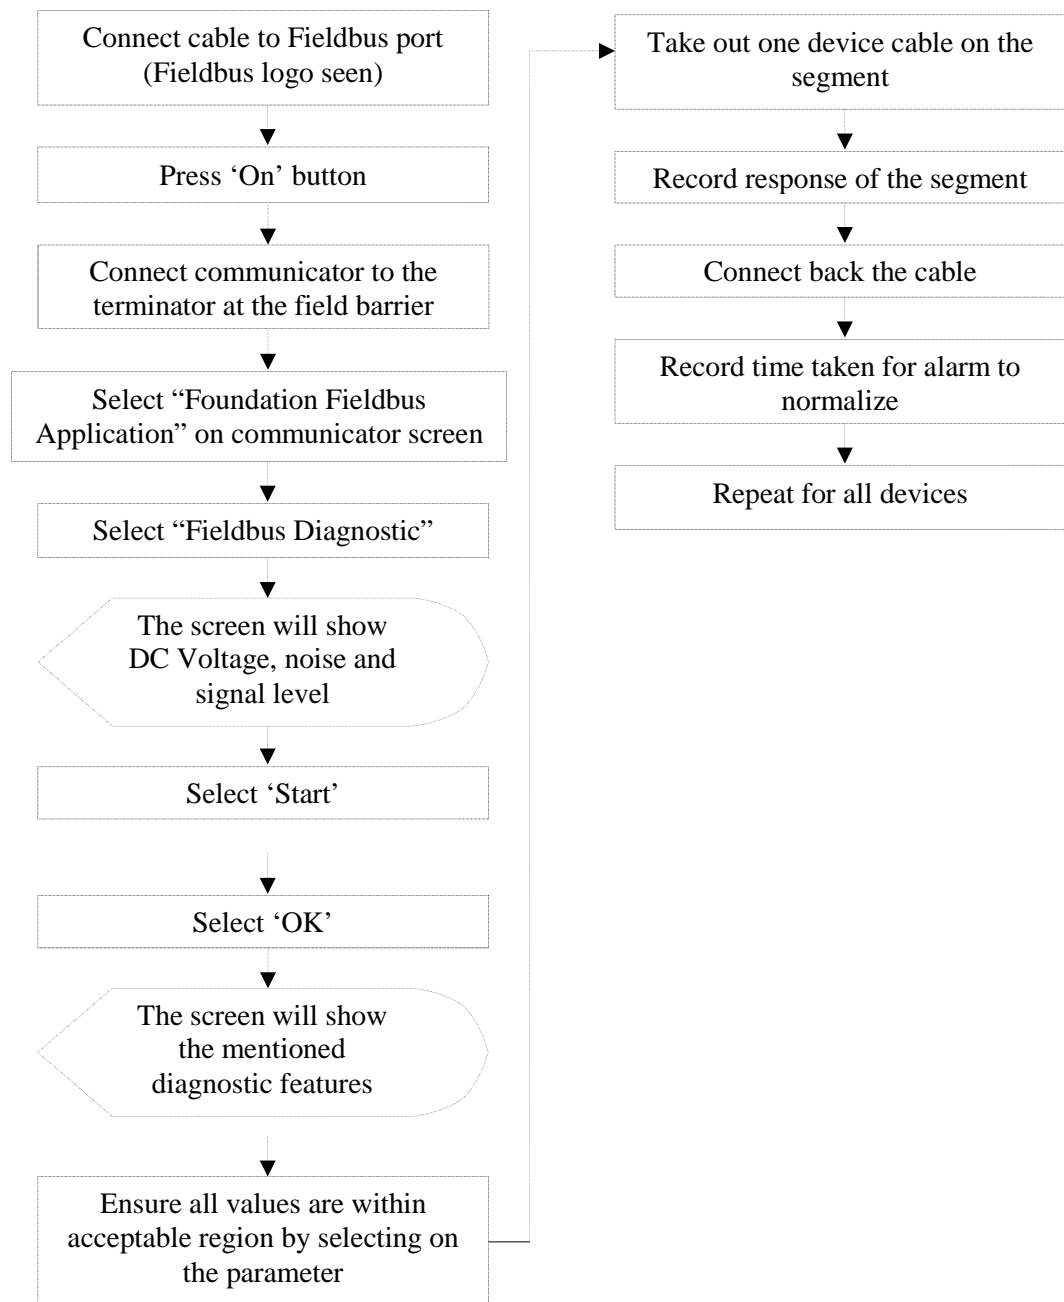 Connect cable to Fieldbus port
(Fieldbus logo seen)
Press ‘On’ button
Connect communicator to the
terminator at the field barrier
Select “Foundation Fieldbus
Application” on communicator screen
Select “Fieldbus Diagnostic”
The screen will show
DC Voltage, noise and
signal level
Select ‘Start’
Select ‘OK’
The screen will show
the mentioned
diagnostic features
Ensure all values are within
acceptable region by selecting on
the parameter
Take out one device cable on the
segment
Record response of the segment
Connect back the cable
Record time taken for alarm to
normalize
Repeat for all devices